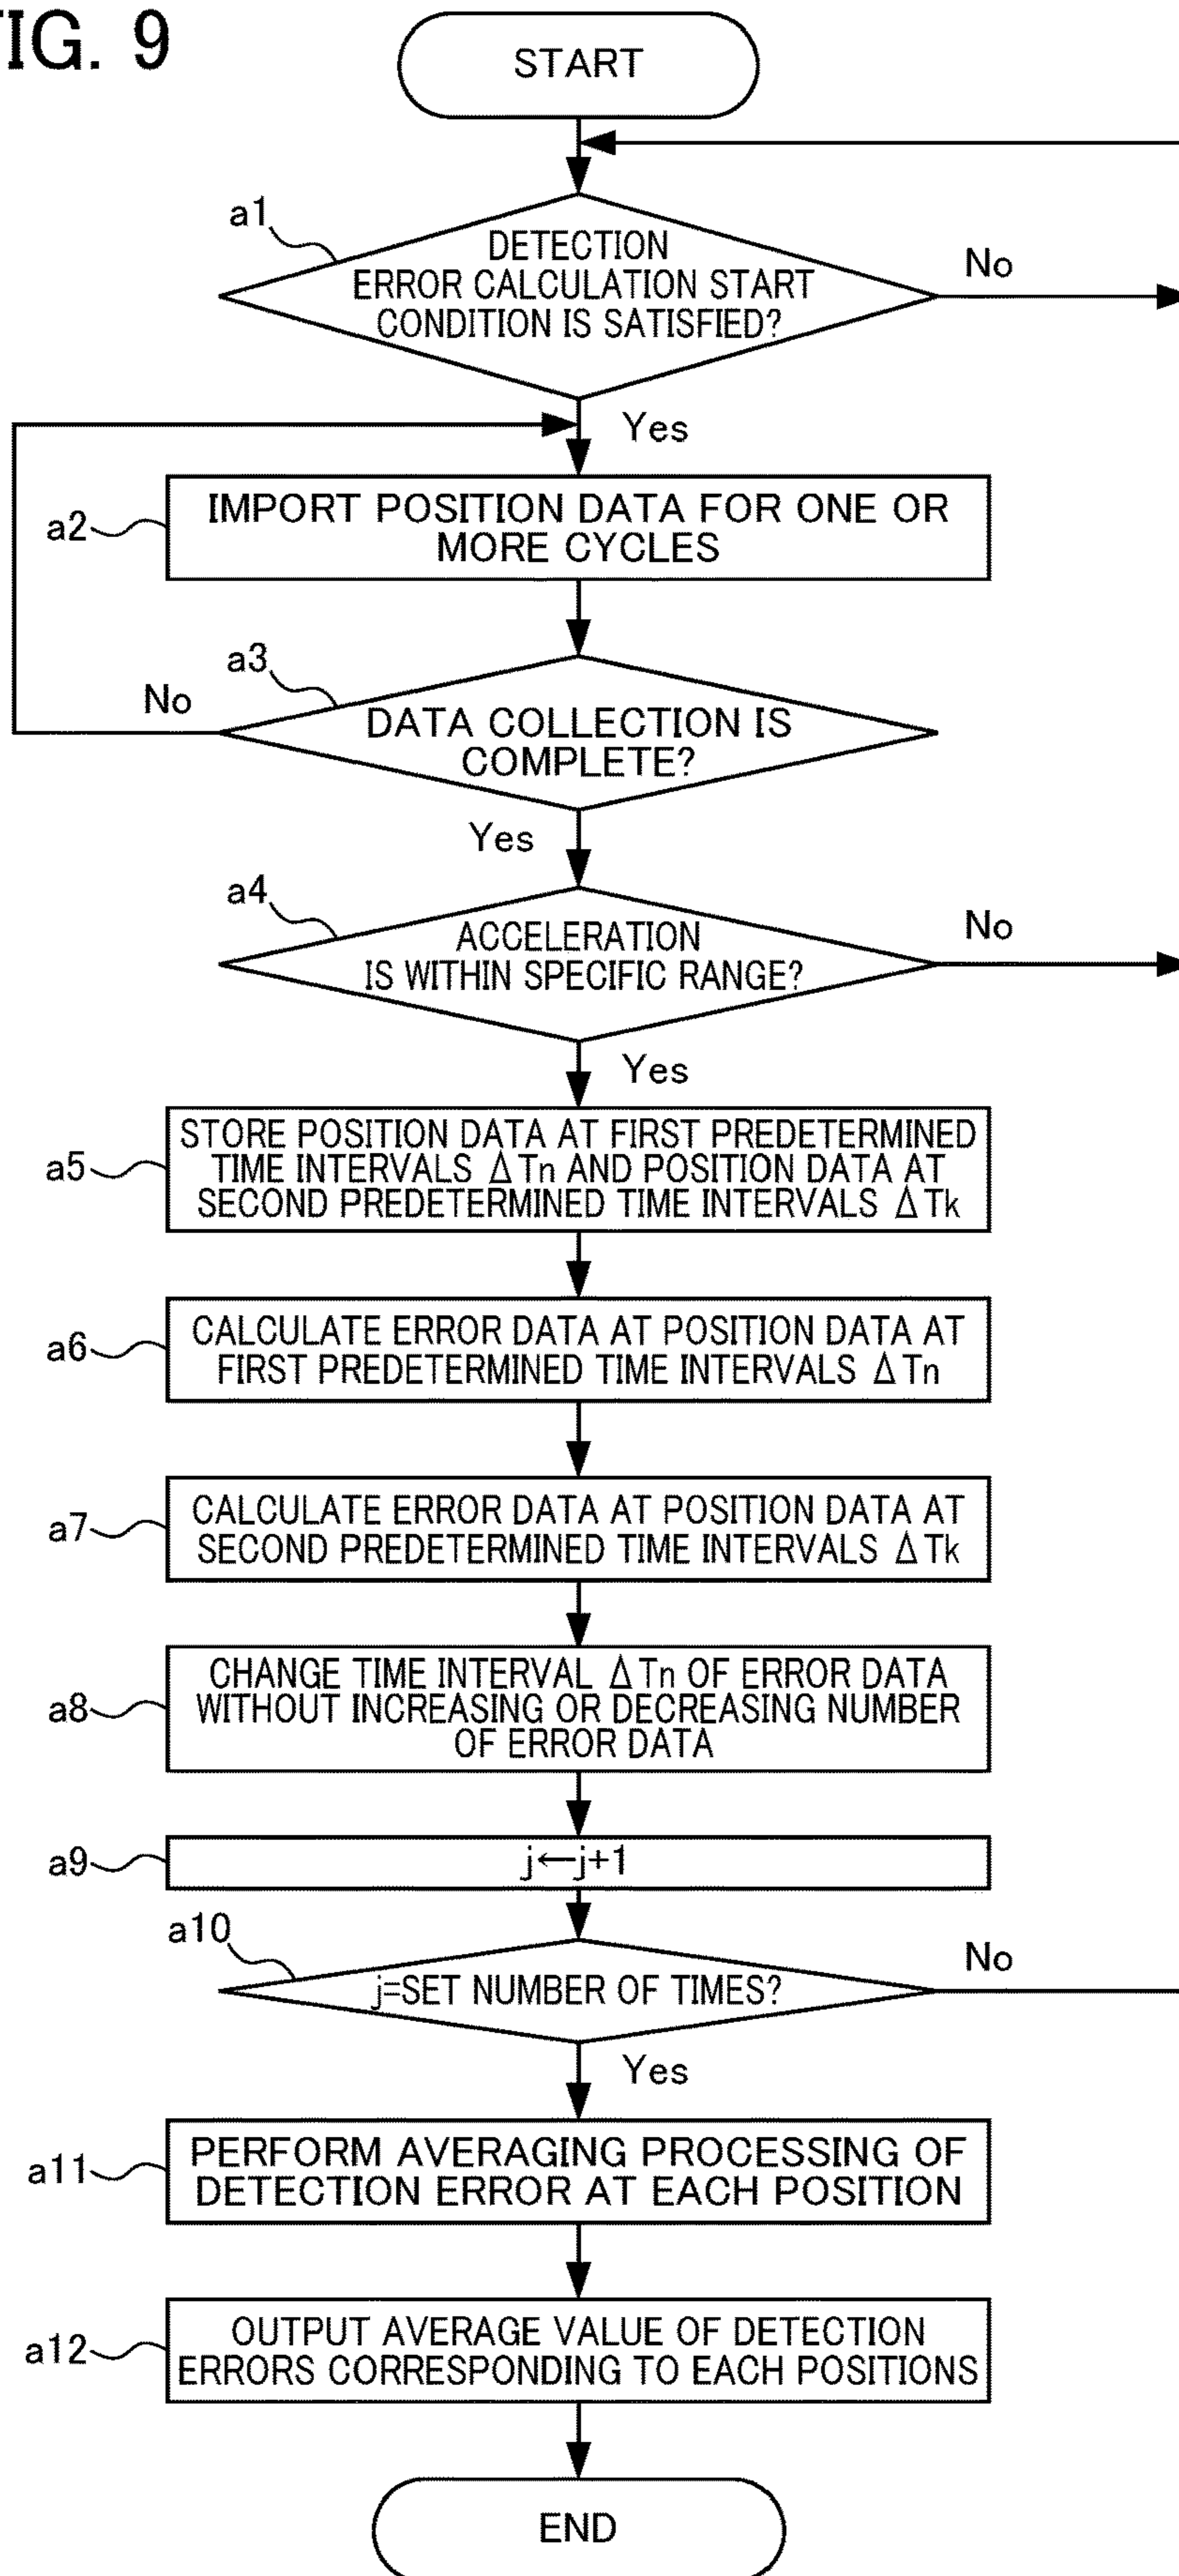 FIG. 9
START
a1
DETECTION
ERROR CALCULATION START
CONDITION IS SATISFIED?
No
Yes
a2
IMPORT POSITION DATA FOR ONE OR
MORE CYCLES
a3
No
DATA COLLECTION IS
COMPLETE?
Yes
a4
ACCELERATION
IS WITHIN SPECIFIC RANGE?
No
Yes
a5
STORE POSITION DATA AT FIRST PREDETERMINED
TIME INTERVALS ΔTn AND POSITION DATA AT
SECOND PREDETERMINED TIME INTERVALS ΔTk
a6
CALCULATE ERROR DATA AT POSITION DATA AT
FIRST PREDETERMINED TIME INTERVALS ΔTn
a7
CALCULATE ERROR DATA AT POSITION DATA AT
SECOND PREDETERMINED TIME INTERVALS ΔTk
a8
CHANGE TIME INTERVAL ΔTn OF ERROR DATA
WITHOUT INCREASING OR DECREASING NUMBER
OF ERROR DATA
a9
j←j+1
a10
j=SET NUMBER OF TIMES?
No
Yes
a11
PERFORM AVERAGING PROCESSING OF
DETECTION ERROR AT EACH POSITION
a12
OUTPUT AVERAGE VALUE OF DETECTION
ERRORS CORRESPONDING TO EACH POSITIONS
END